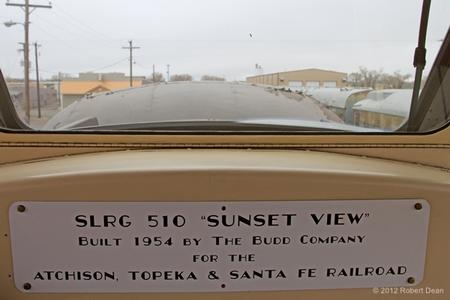 SLRG 510 "SUNSET VIEW"
BUILT 1954 BY THE BUDD COMPANY
FOR THE
ATCHISON, TOPEKA & SANTA FE RAILROAD
© 2012 Robert Dean